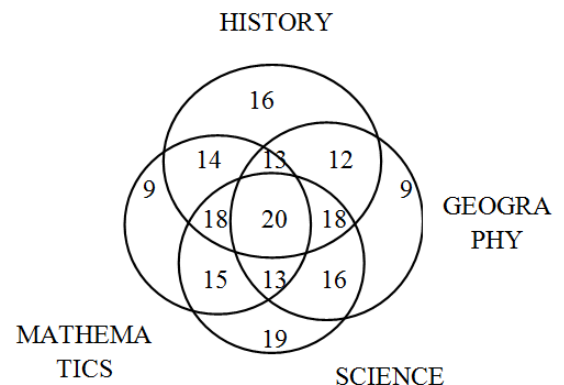 HISTORY
16
14 13 12
9 9
18 20 18
GEOGRA
PHY
15 13 16
MATHEMA
TICS
19
SCIENCE